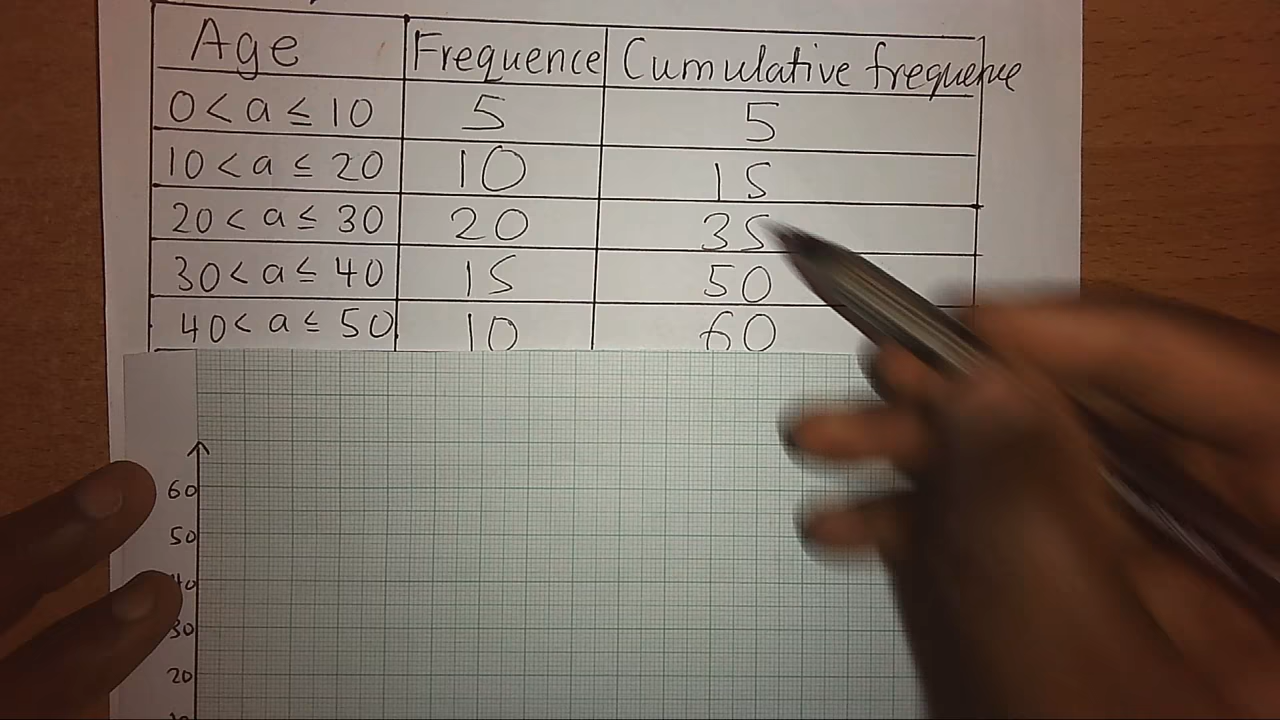 Age Frequence Cumulative frequence
0 < a ≤ 10 5 5
10 < a ≤ 20 10 15
20 < a ≤ 30 20 35
30 < a ≤ 40 15 50
40 < a ≤ 50 10 60
60
50
40
30
20